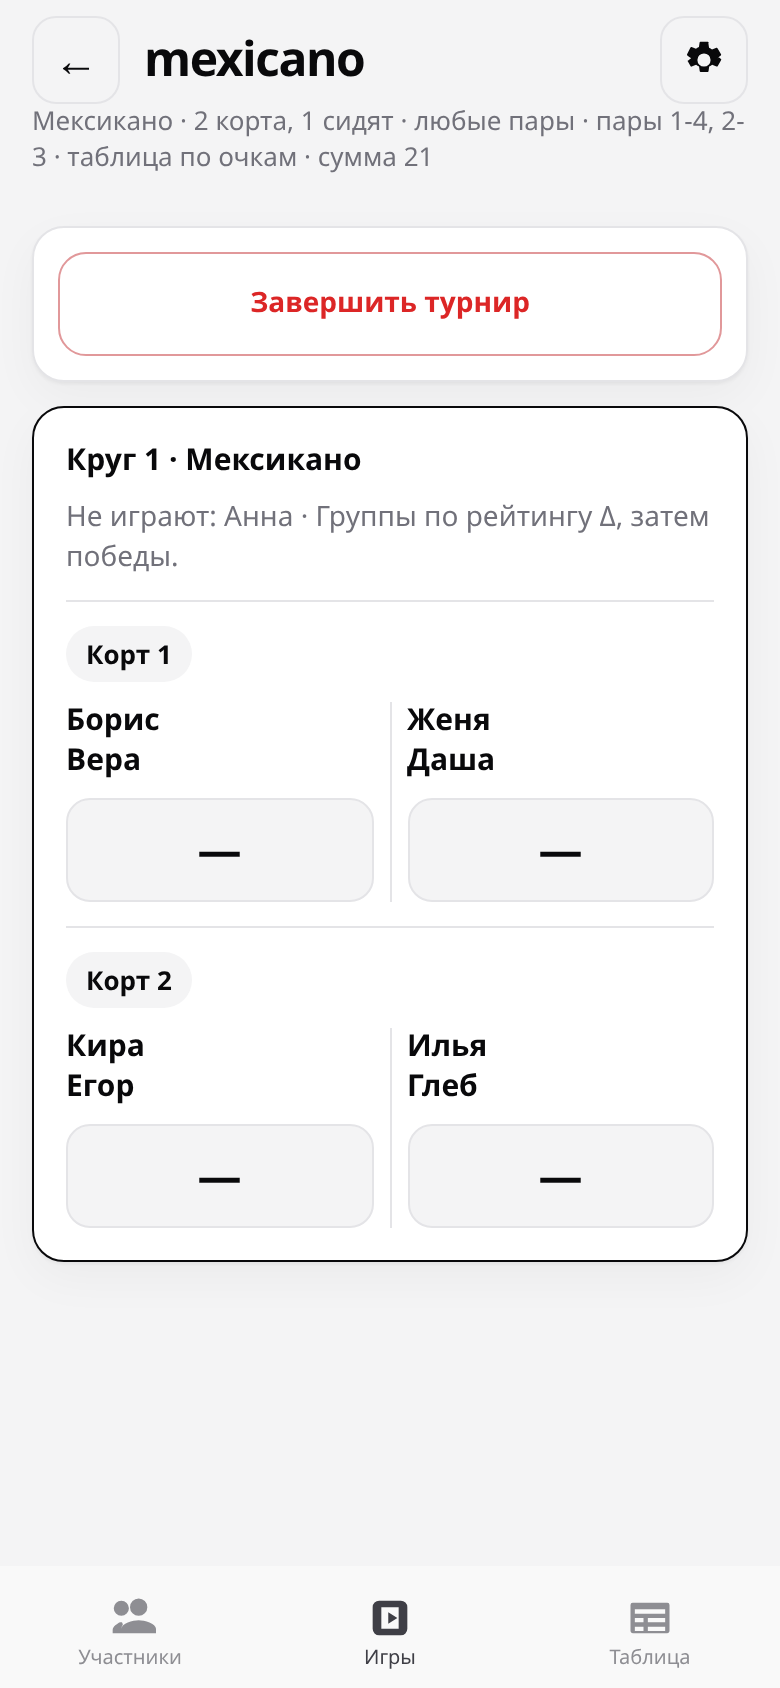 ← mexicano
Мексикано · 2 корта, 1 сидят · любые пары · пары 1-4, 2-
3 · таблица по очкам · сумма 21
Завершить турнир
Круг 1 · Мексикано
Не играют: Анна · Группы по рейтингу Δ, затем
победы.
Корт 1
Борис
Вера
Женя
Даша
—
—
Корт 2
Кира
Егор
Илья
Глеб
—
—
Участники
Игры
Таблица